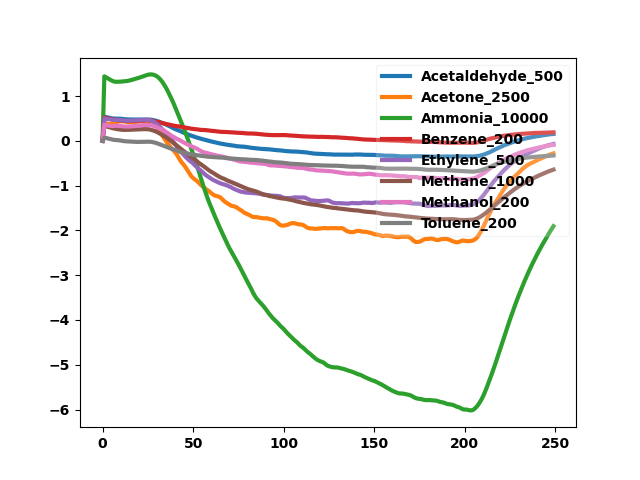 Acetaldehyde_500
Acetone_2500
Ammonia_10000
Benzene_200
Ethylene_500
Methane_1000
Methanol_200
Toluene_200
1
0
−1
−2
−3
−4
−5
−6
0 50 100 150 200 250